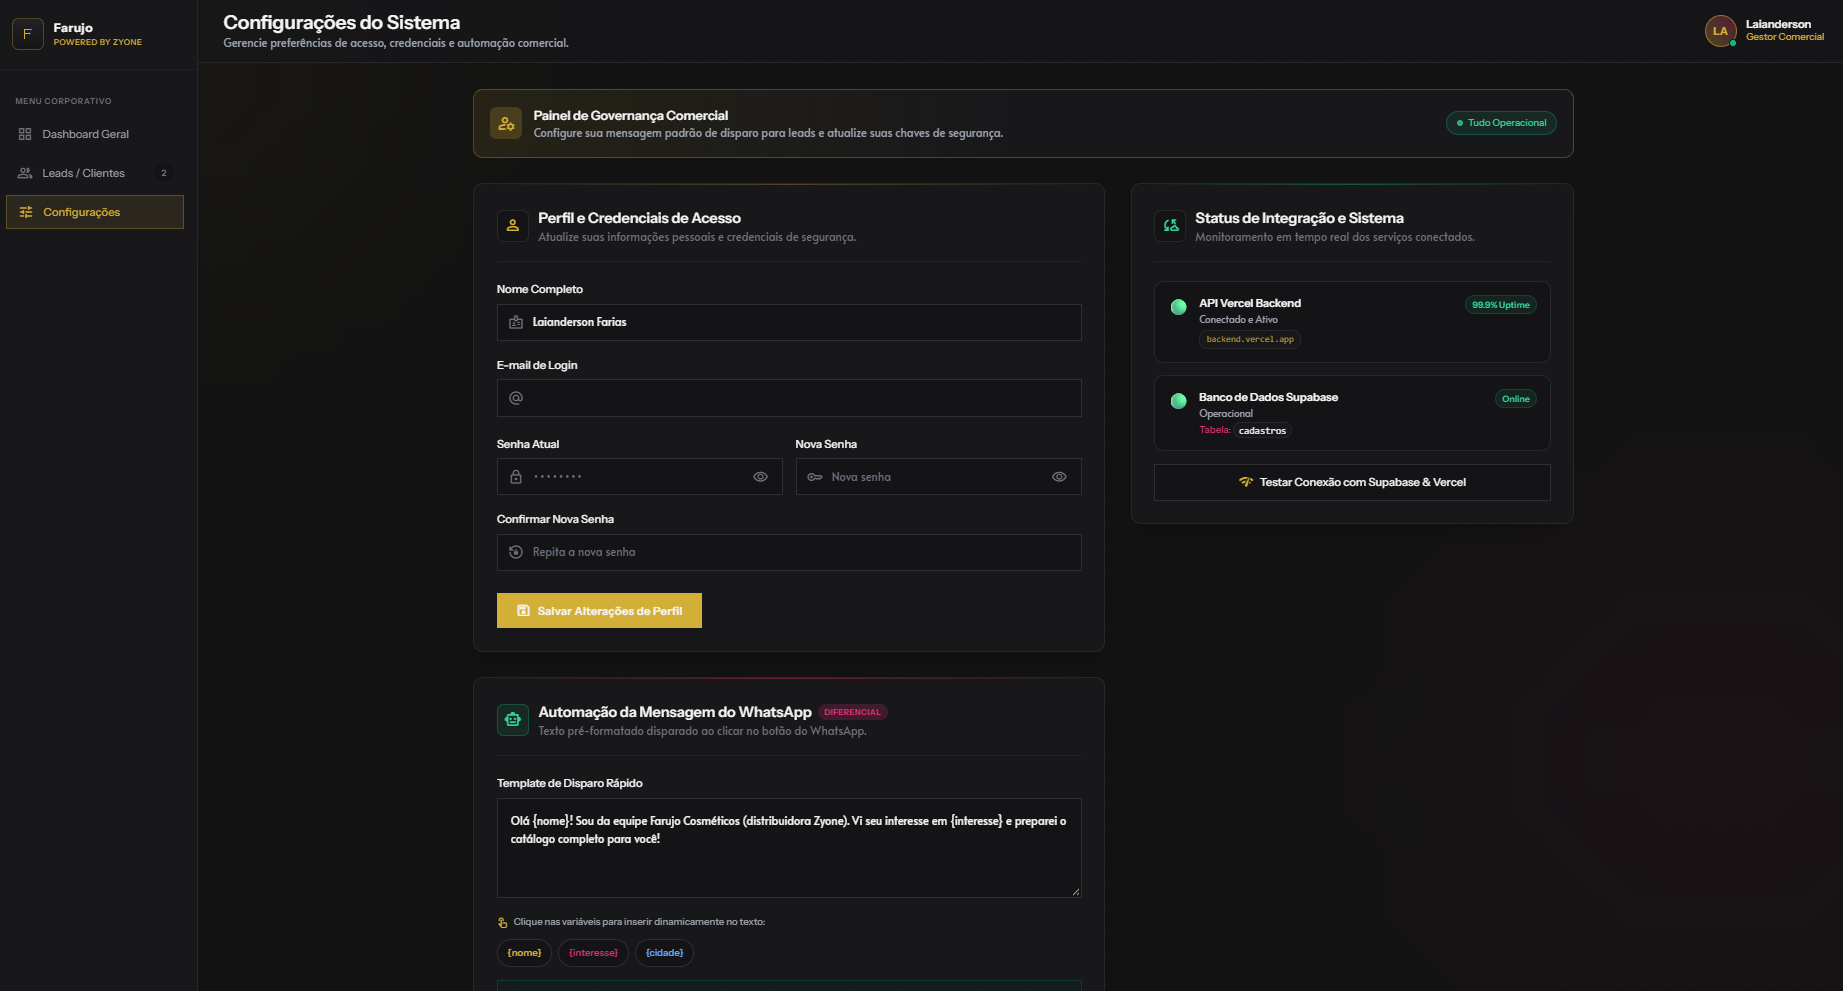 F
Farujo
POWERED BY ZYONE
MENU CORPORATIVO
Dashboard Geral
Leads / Clientes 2
Configurações
Configurações do Sistema
Gerencie preferências de acesso, credenciais e automação comercial.
LA
Laianderson
Gestor Comercial
Painel de Governança Comercial
Configure sua mensagem padrão de disparo para leads e atualize suas chaves de segurança.
Tudo Operacional
Perfil e Credenciais de Acesso
Atualize suas informações pessoais e credenciais de segurança.
Nome Completo
Laianderson Farias
E-mail de Login
@
Senha Atual
••••••••
Nova Senha
Nova senha
Confirmar Nova Senha
Repita a nova senha
Salvar Alterações de Perfil
Status de Integração e Sistema
Monitoramento em tempo real dos serviços conectados.
API Vercel Backend
99.9% Uptime
Conectado e Ativo
backend.vercel.app
Banco de Dados Supabase
Online
Operacional
Tabela: cadastros
Testar Conexão com Supabase & Vercel
Automação da Mensagem do WhatsApp DIFERENCIAL
Texto pré-formatado disparado ao clicar no botão do WhatsApp.
Template de Disparo Rápido
Olá {nome}! Sou da equipe Farujo Cosméticos (distribuidora Zyone). Vi seu interesse em {interesse} e preparei o
catálogo completo para você!
Clique nas variáveis para inserir dinamicamente no texto:
{nome} {interesse} {cidade}